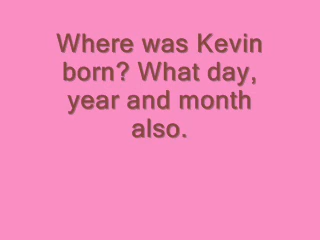 Where was Kevin
born? What day,
year and month
also.